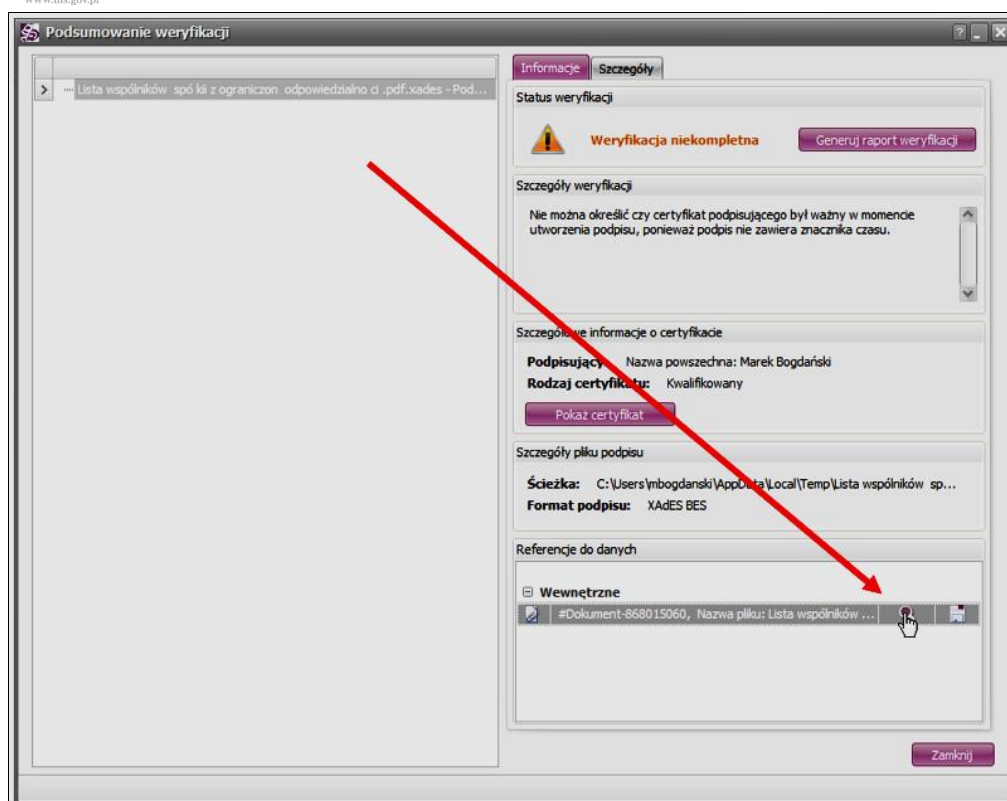 www.ms.gov.pl
Podsumowanie weryfikacji
Lista wspólników spó ki z ograniczon odpowiedzialno ci .pdf.xades - Pod...
Informacje
Szczegóły
Status weryfikacji
Weryfikacja niekompletna
Generuj raport weryfikacji
Szczegóły weryfikacji
Nie można określić czy certyfikat podpisującego był ważny w momencie
utworzenia podpisu, ponieważ podpis nie zawiera znacznika czasu.
Szczegółowe informacje o certyfikacie
Podpisujący: Nazwa powszechna: Marek Bogdański
Rodzaj certyfikatu: Kwalifikowany
Pokaż certyfikat
Szczegóły pliku podpisu
Ścieżka: C:\Users\mbogdanski\AppData\Local\Temp\Lista wspólników sp...
Format podpisu: XAdES BES
Referencje do danych
Wewnętrzne
#Dokument-868015060, Nazwa pliku: Lista wspólników ...
Zamknij